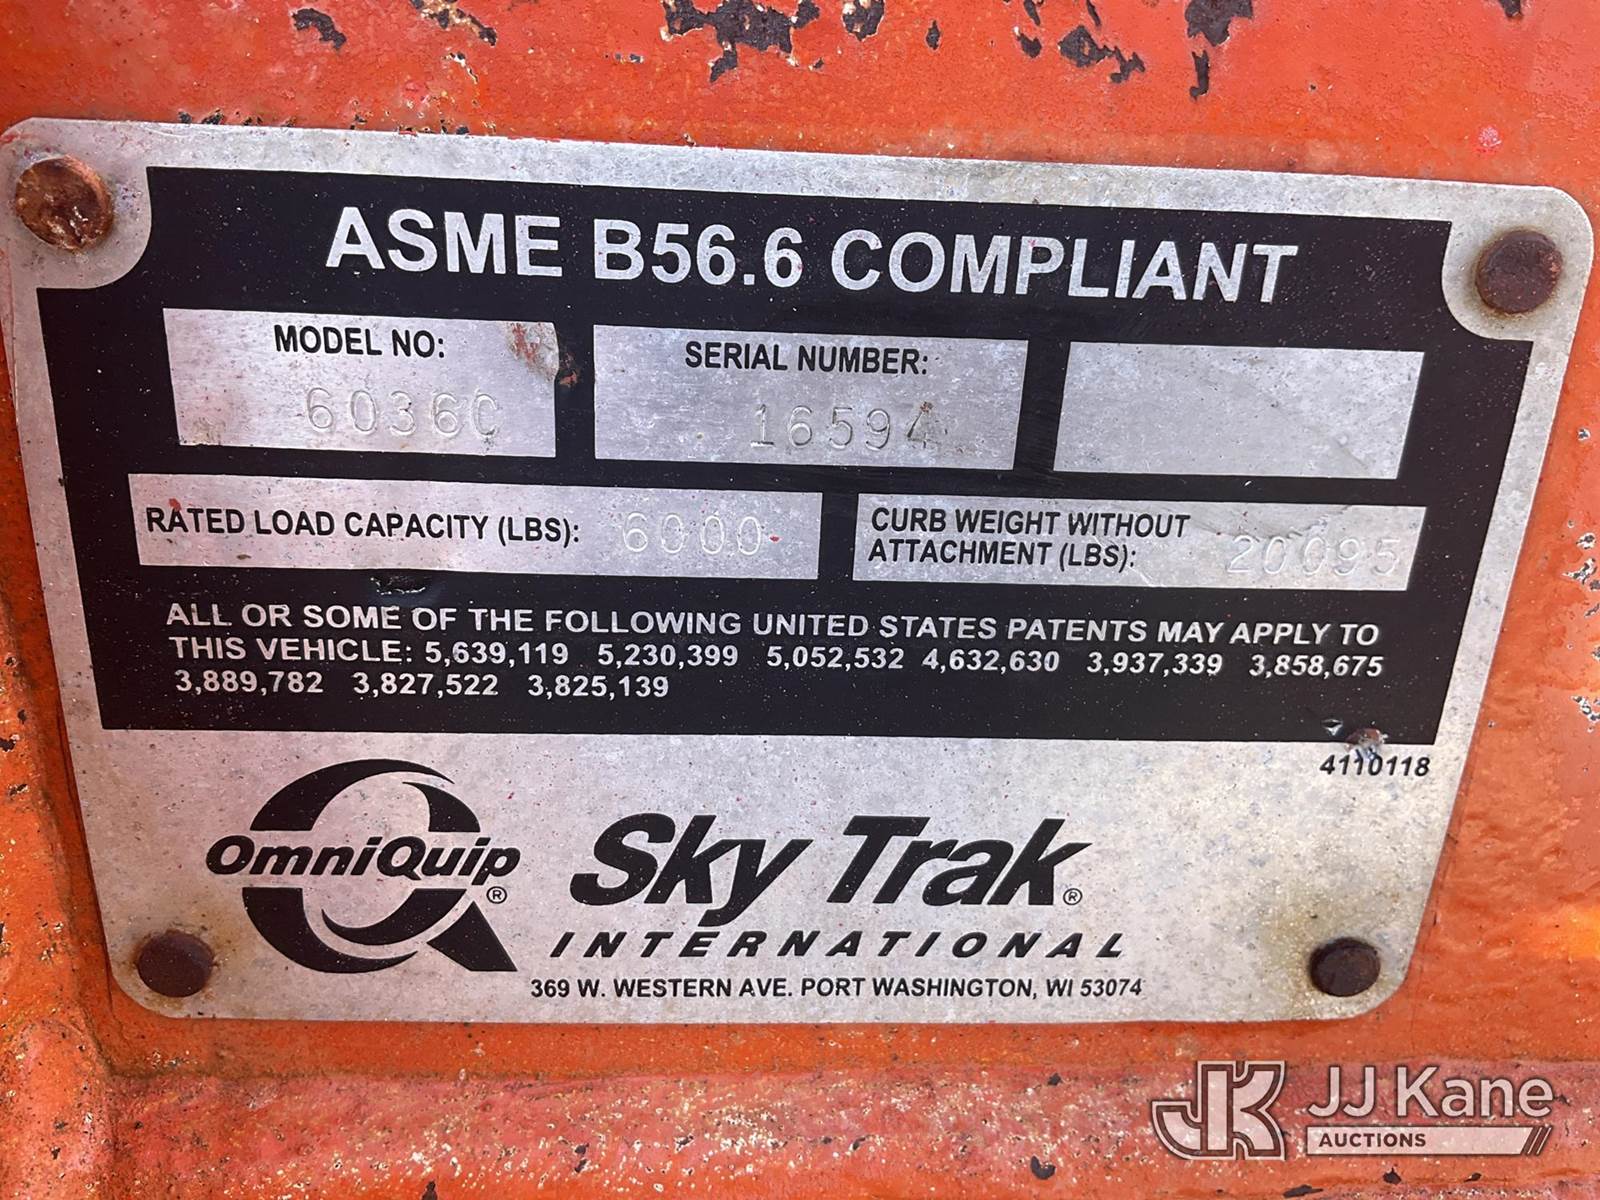 ASME B56.6 COMPLIANT
MODEL NO:
6036C
SERIAL NUMBER:
16594
RATED LOAD CAPACITY (LBS): 6000
CURB WEIGHT WITHOUT
ATTACHMENT (LBS): 20095
ALL OR SOME OF THE FOLLOWING UNITED STATES PATENTS MAY APPLY TO
THIS VEHICLE: 5,639,119 5,230,399 5,052,532 4,632,630 3,937,339 3,858,675
3,889,782 3,827,522 3,825,139
4110118
OmniQuip®
Sky Trak®
INTERNATIONAL
369 W. WESTERN AVE. PORT WASHINGTON, WI 53074
JK JJ Kane
AUCTIONS